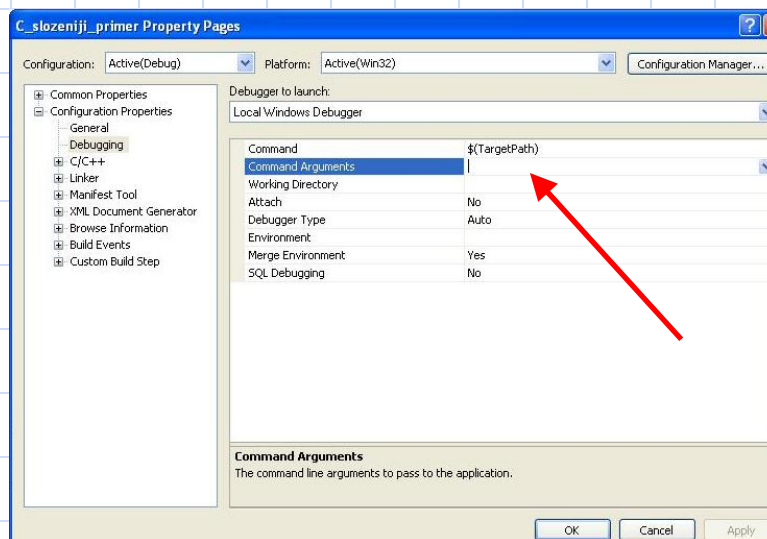 C_slozeniji_primer Property Pages
Configuration: Active(Debug) Platform: Active(Win32) Configuration Manager...
Common Properties
Configuration Properties
General
Debugging
C/C++
Linker
Manifest Tool
XML Document Generator
Browse Information
Build Events
Custom Build Step
Debugger to launch:
Local Windows Debugger
Command $(TargetPath)
Command Arguments
Working Directory
Attach No
Debugger Type Auto
Environment
Merge Environment Yes
SQL Debugging No
Command Arguments
The command line arguments to pass to the application.
OK Cancel Apply